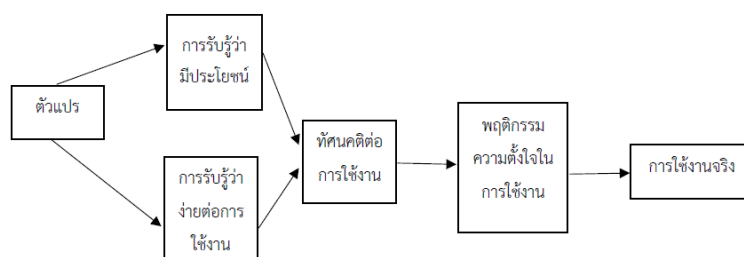 การรับรู้ว่า
มีประโยชน์
ตัวแปร
การรับรู้ว่า
ง่ายต่อการ
ใช้งาน
ทัศนคติต่อ
การใช้งาน
พฤติกรรม
ความตั้งใจใน
การใช้งาน
การใช้งานจริง